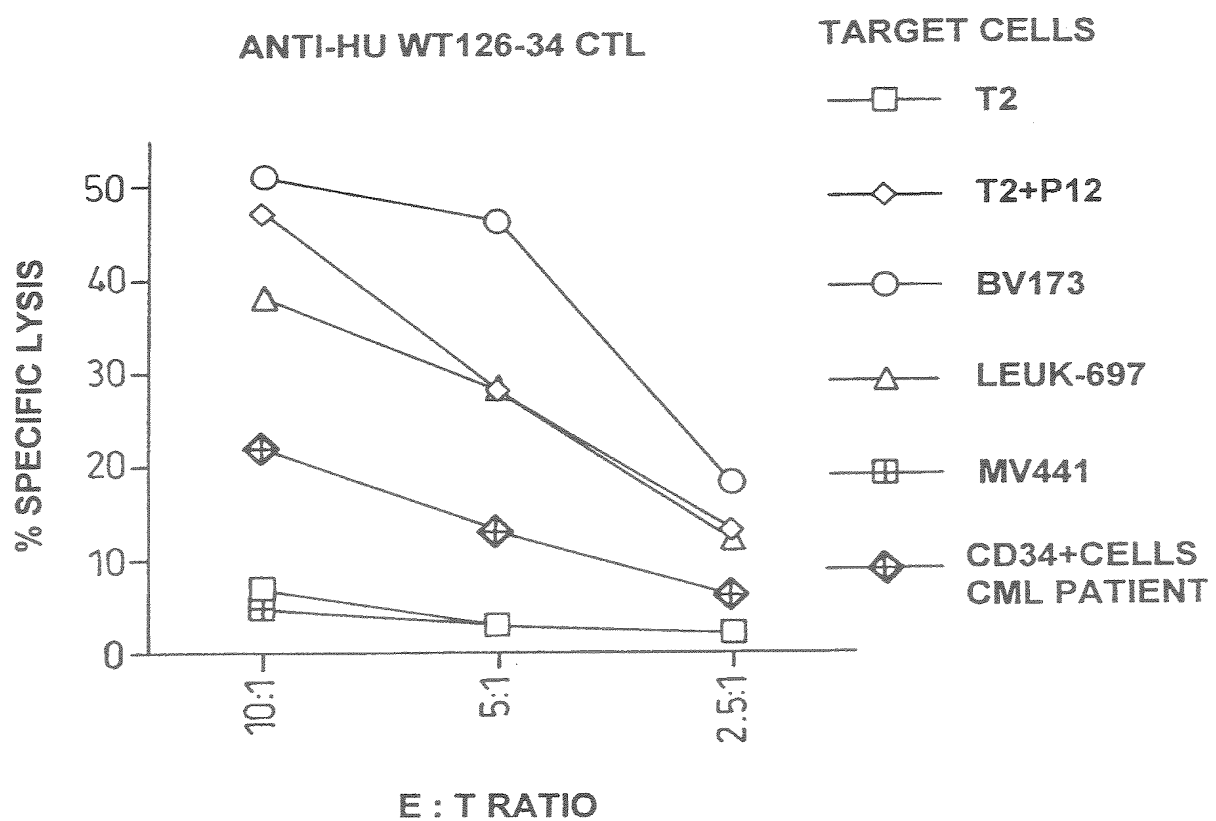 ANTI-HU WT126-34 CTL
TARGET CELLS
T2
T2+P12
BV173
LEUK-697
MV441
CD34+CELLS
CML PATIENT
% SPECIFIC LYSIS
50
40
30
20
10
0
10:1
5:1
2.5:1
E : T RATIO